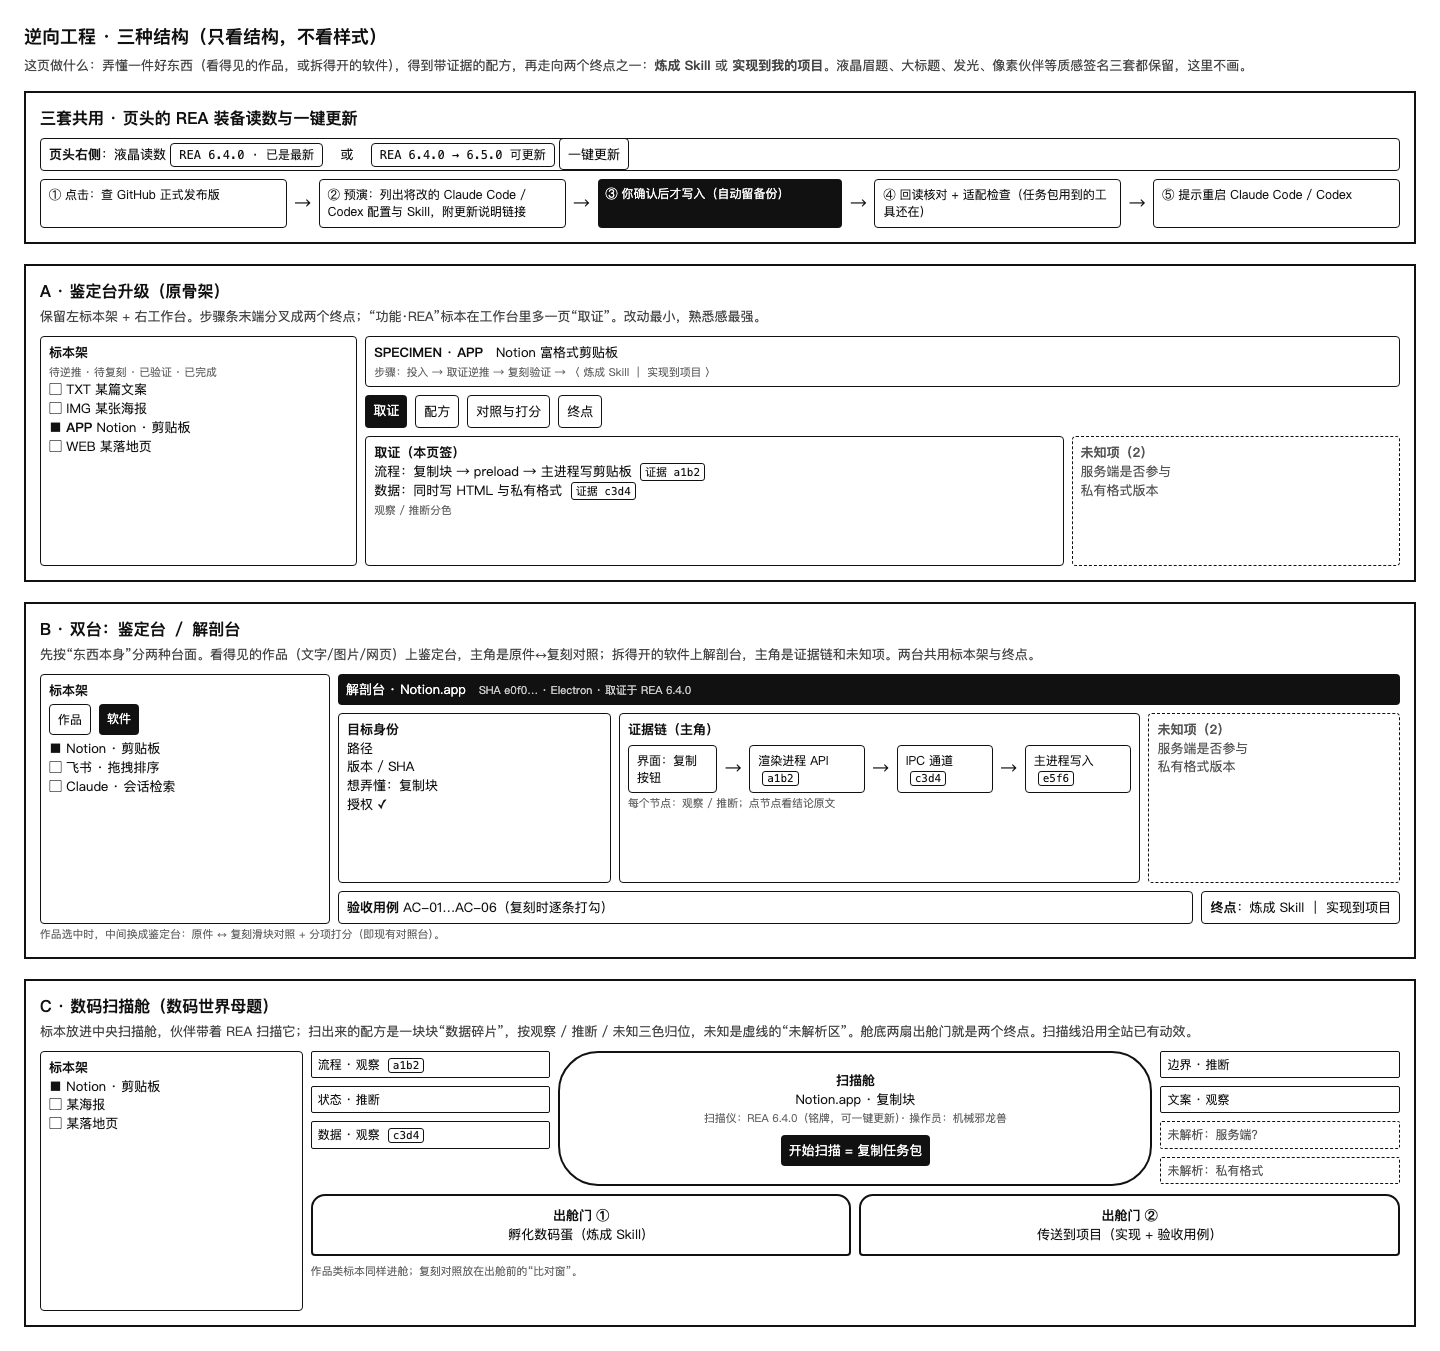 逆向工程 · 三种结构（只看结构，不看样式）
这页做什么：弄懂一件好东西（看得见的作品，或拆得开的软件），得到带证据的配方，再走向两个终点之一：炼成 Skill 或 实现到我的项目。液晶眉题、大标题、发光、像素伙伴等质感签名三套都保留，这里不画。
三套共用 · 页头的 REA 装备读数与一键更新
页头右侧：液晶读数 REA 6.4.0 · 已是最新 或 REA 6.4.0 → 6.5.0 可更新 一键更新
① 点击：查 GitHub 正式发布版
→
② 预演：列出将改的 Claude Code /
Codex 配置与 Skill，附更新说明链接
→
③ 你确认后才写入（自动留备份）
→
④ 回读核对 + 适配检查（任务包用到的工
具还在）
→
⑤ 提示重启 Claude Code / Codex
A · 鉴定台升级（原骨架）
保留左标本架 + 右工作台。步骤条末端分叉成两个终点；“功能·REA”标本在工作台里多一页“取证”。改动最小，熟悉感最强。
标本架
待逆推 · 待复刻 · 已验证 · 已完成
□ TXT 某篇文案
□ IMG 某张海报
■ APP Notion · 剪贴板
□ WEB 某落地页
SPECIMEN · APP Notion 富格式剪贴板
步骤：投入 → 取证逆推 → 复刻验证 → 〈 炼成 Skill ｜ 实现到项目 〉
取证 配方 对照与打分 终点
取证（本页签）
流程：复制块 → preload → 主进程写剪贴板 证据 a1b2
数据：同时写 HTML 与私有格式 证据 c3d4
观察 / 推断分色
未知项（2）
服务端是否参与
私有格式版本
B · 双台：鉴定台 / 解剖台
先按“东西本身”分两种台面。看得见的作品（文字/图片/网页）上鉴定台，主角是原件↔复刻对照；拆得开的软件上解剖台，主角是证据链和未知项。两台共用标本架与终点。
标本架
作品 软件
■ Notion · 剪贴板
□ 飞书 · 拖拽排序
□ Claude · 会话检索
解剖台 · Notion.app SHA e0f0… · Electron · 取证于 REA 6.4.0
目标身份
路径
版本 / SHA
想弄懂：复制块
授权 ✓
证据链（主角）
界面：复制
按钮
→
渲染进程 API
a1b2
→
IPC 通道
c3d4
→
主进程写入
e5f6
每个节点：观察 / 推断；点节点看结论原文
未知项（2）
服务端是否参与
私有格式版本
验收用例 AC-01…AC-06（复刻时逐条打勾）
终点：炼成 Skill ｜ 实现到项目
作品选中时，中间换成鉴定台：原件 ↔ 复刻滑块对照 + 分项打分（即现有对照台）。
C · 数码扫描舱（数码世界母题）
标本放进中央扫描舱，伙伴带着 REA 扫描它；扫出来的配方是一块块“数据碎片”，按观察 / 推断 / 未知三色归位，未知是虚线的“未解析区”。舱底两扇出舱门就是两个终点。扫描线沿用全站已有动效。
标本架
■ Notion · 剪贴板
□ 某海报
□ 某落地页
流程 · 观察 a1b2
状态 · 推断
数据 · 观察 c3d4
扫描舱
Notion.app · 复制块
扫描仪：REA 6.4.0（铭牌，可一键更新）· 操作员：机械邪龙兽
开始扫描 = 复制任务包
边界 · 推断
文案 · 观察
未解析：服务端？
未解析：私有格式
出舱门 ①
孵化数码蛋（炼成 Skill）
出舱门 ②
传送到项目（实现 + 验收用例）
作品类标本同样进舱；复刻对照放在出舱前的“比对窗”。